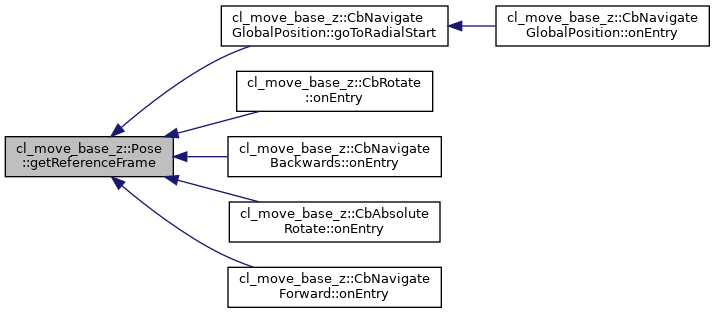 cl_move_base_z::CbNavigate
GlobalPosition::goToRadialStart
cl_move_base_z::CbNavigate
GlobalPosition::onEntry
cl_move_base_z::CbRotate
::onEntry
cl_move_base_z::Pose
::getReferenceFrame
cl_move_base_z::CbNavigate
Backwards::onEntry
cl_move_base_z::CbAbsolute
Rotate::onEntry
cl_move_base_z::CbNavigate
Forward::onEntry